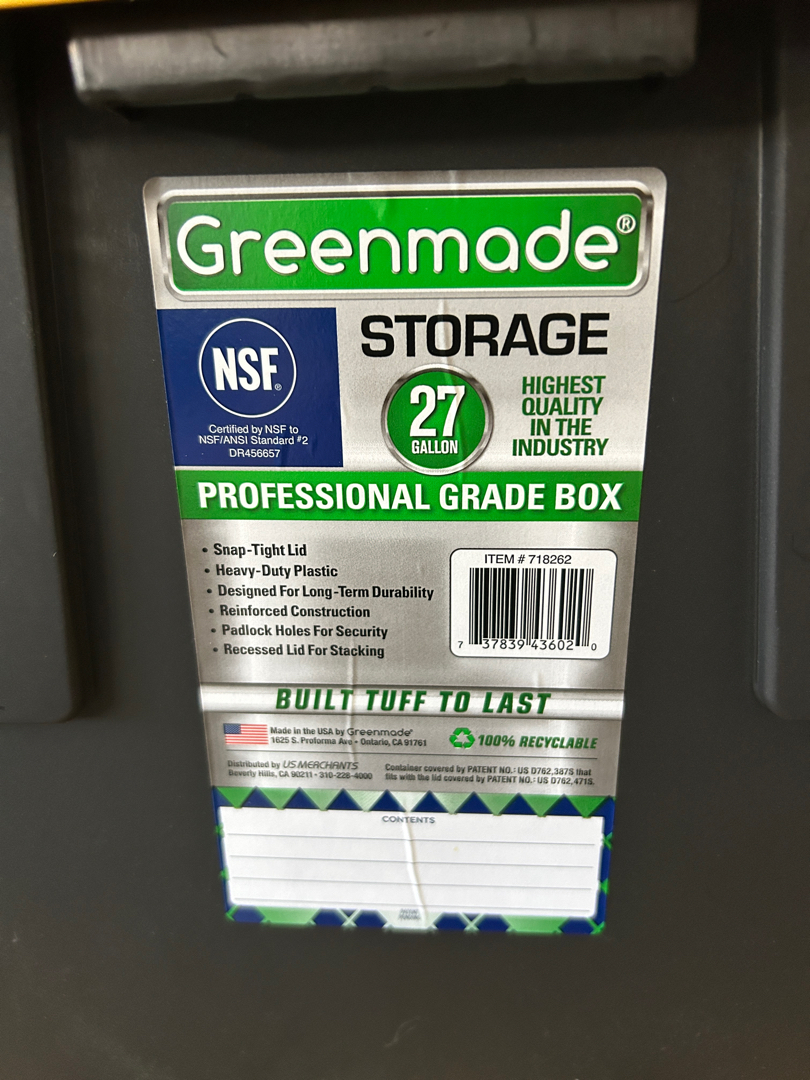 Greenmade®
NSF®
Certified by NSF to
NSF/ANSI Standard #2
DR456657
STORAGE
27
GALLON
HIGHEST
QUALITY
IN THE
INDUSTRY
PROFESSIONAL GRADE BOX
• Snap-Tight Lid
• Heavy-Duty Plastic
• Designed For Long-Term Durability
• Reinforced Construction
• Padlock Holes For Security
• Recessed Lid For Stacking
ITEM # 718262
7 37839 43602 0
BUILT TUFF TO LAST
Made in the USA by Greenmade®
1625 S. Proforma Ave • Ontario, CA 91761
100% RECYCLABLE
Distributed by US MERCHANTS
Beverly Hills, CA 90211 • 310-228-4000
Container covered by PATENT NO.: US D762,387S that
fits with the lid covered by PATENT NO.: US D762,471S.
CONTENTS